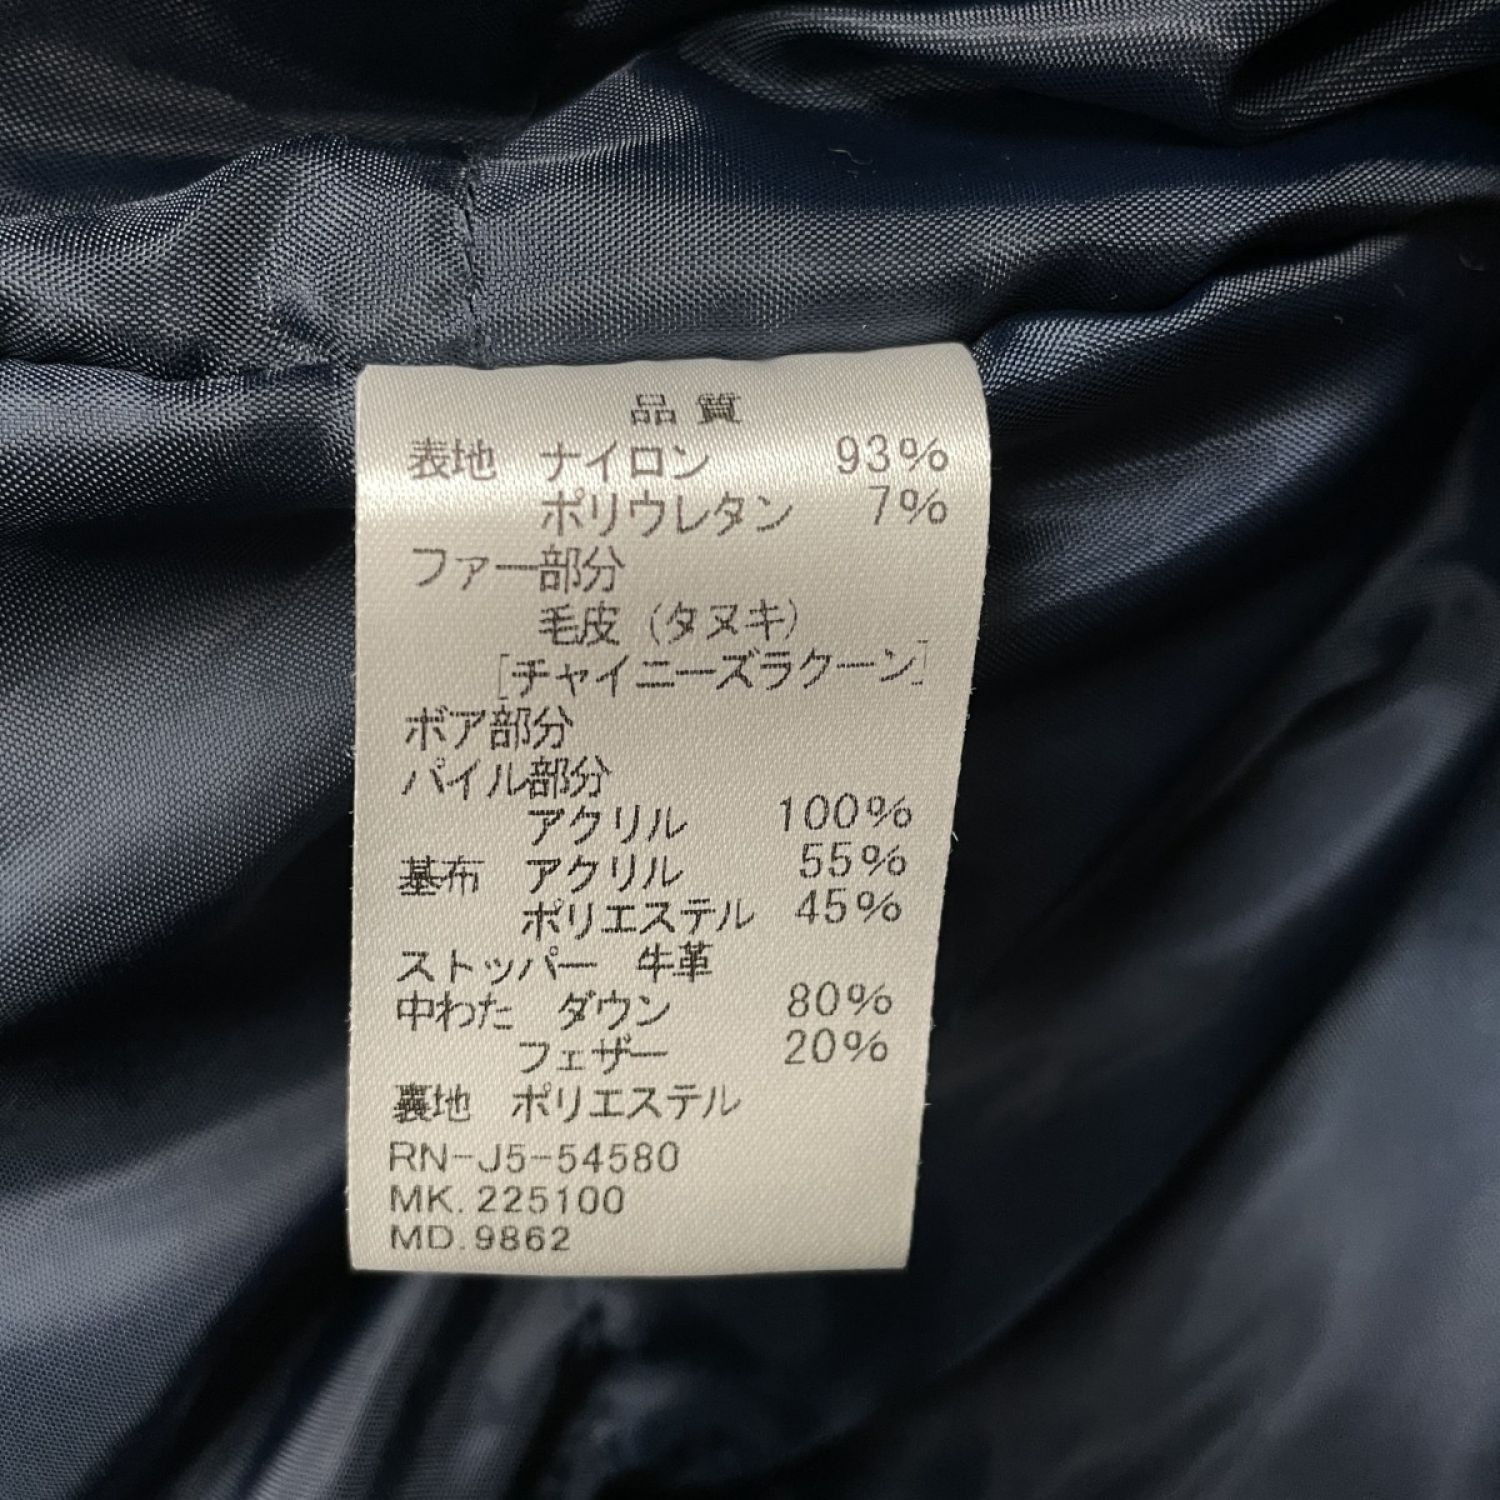 品質
表地 ナイロン 93%
ポリウレタン 7%
ファー部分
毛皮 (タヌキ)
[チャイニーズラクーン]
ボア部分
パイル部分
アクリル 100%
基布 アクリル 55%
ポリエステル 45%
ストッパー 牛革
中わた ダウン 80%
フェザー 20%
裏地 ポリエステル
RN-J5-54580
MK.225100
MD.9862